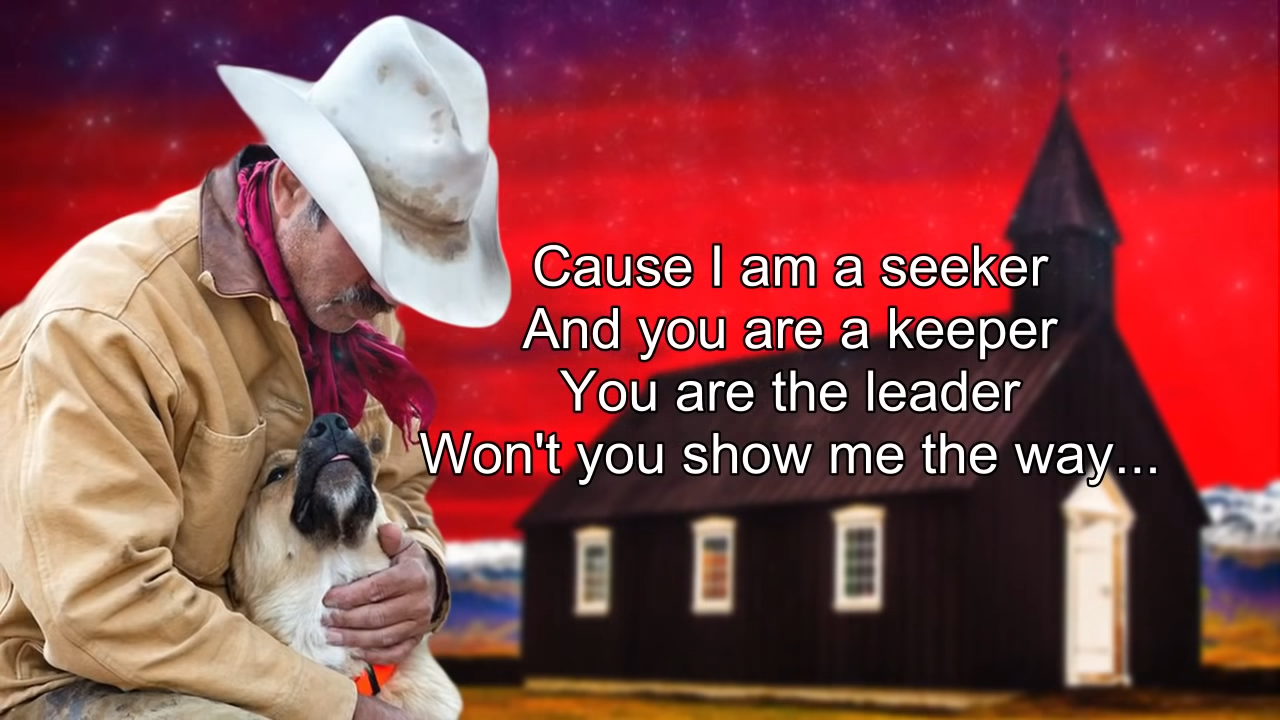 Cause I am a seeker
And you are a keeper
You are the leader
Won't you show me the way...